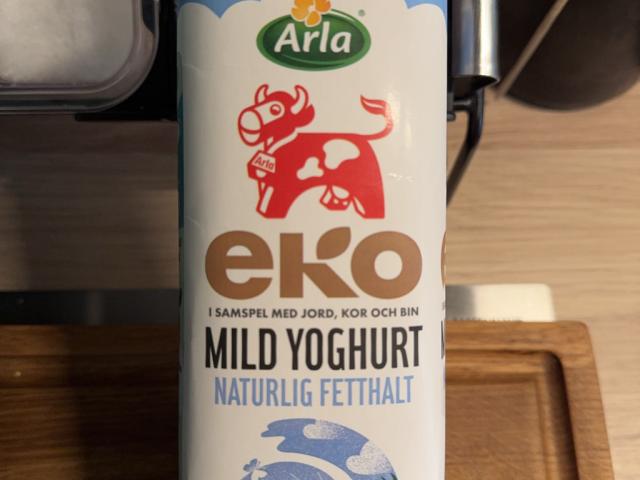 Arla®
Arla
eko
I SAMSPEL MED JORD, KOR OCH BIN
MILD YOGHURT
NATURLIG FETTHALT